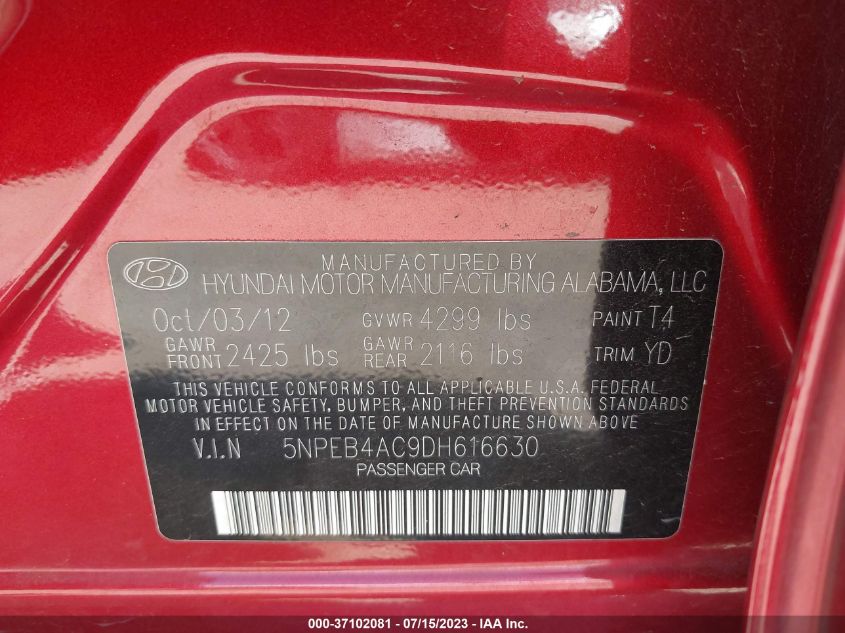 MANUFACTURED BY
HYUNDAI MOTOR MANUFACTURING ALABAMA, LLC
Oct/03/12 GVWR 4299 lbs PAINT T4
GAWR FRONT 2425 lbs GAWR REAR 2116 lbs TRIM YD
THIS VEHICLE CONFORMS TO ALL APPLICABLE U.S.A. FEDERAL
MOTOR VEHICLE SAFETY, BUMPER, AND THEFT PREVENTION STANDARDS
IN EFFECT ON THE DATE OF MANUFACTURE SHOWN ABOVE.
V.I.N 5NPEB4AC9DH616630
PASSENGER CAR
000-37102081 - 07/15/2023 - IAA Inc.